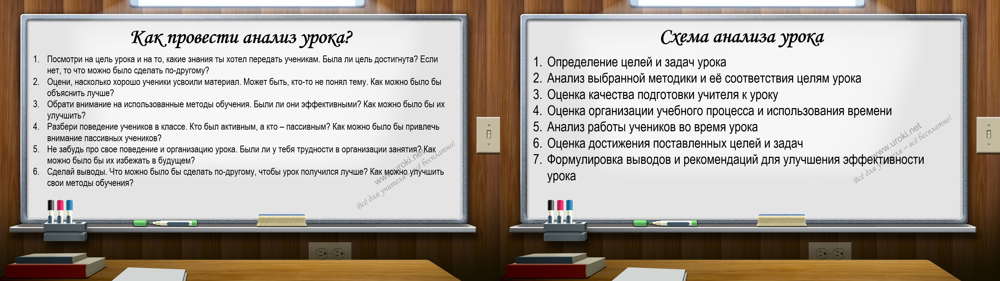 Как провести анализ урока?
1. Посмотри на цель урока и на то, какие знания ты хотел передать ученикам. Была ли цель достигнута? Если
нет, то что можно было сделать по-другому?
2. Оцени, насколько хорошо ученики усвоили материал. Может быть, кто-то не понял тему. Как можно было бы
объяснить лучше?
3. Обрати внимание на использованные методы обучения. Были ли они эффективными? Как можно было бы их
улучшить?
4. Разбери поведение учеников в классе. Кто был активным, а кто – пассивным? Как можно было бы привлечь
внимание пассивных учеников?
5. Не забудь про свое поведение и организацию урока. Были ли у тебя трудности в организации занятия? Как
можно было бы их избежать в будущем?
6. Сделай выводы. Что можно было бы сделать по-другому, чтобы урок получился лучше? Как можно улучшить
свои методы обучения?
www.uroki.net
Всё для учителя – всё бесплатно!
Схема анализа урока
1. Определение целей и задач урока
2. Анализ выбранной методики и её соответствия целям урока
3. Оценка качества подготовки учителя к уроку
4. Оценка организации учебного процесса и использования времени
5. Анализ работы учеников во время урока
6. Оценка достижения поставленных целей и задач
7. Формулировка выводов и рекомендаций для улучшения эффективности
урока
www.uroki.net
Всё для учителя – всё бесплатно!